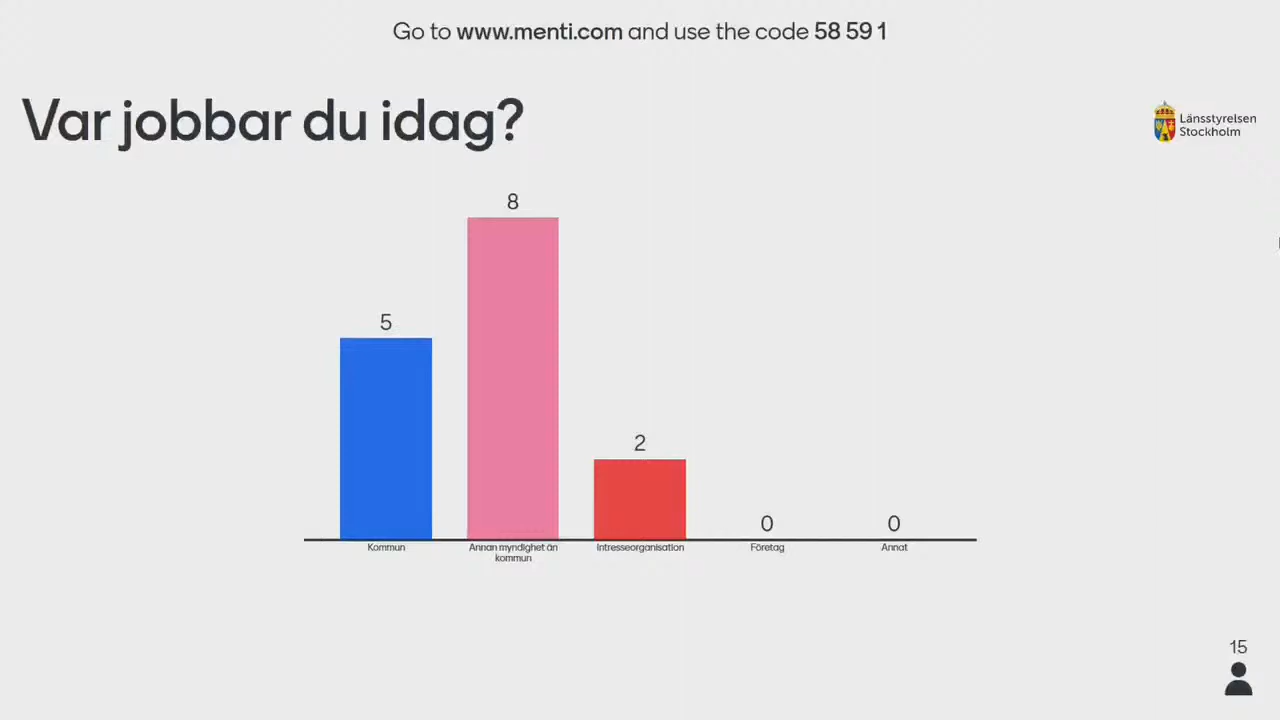 Go to www.menti.com and use the code 58 59 1
Var jobbar du idag?
Länsstyrelsen
Stockholm
8
5
2
0
0
Kommun
Annan myndighet än
kommun
Intresseorganisation
Företag
Annat
15